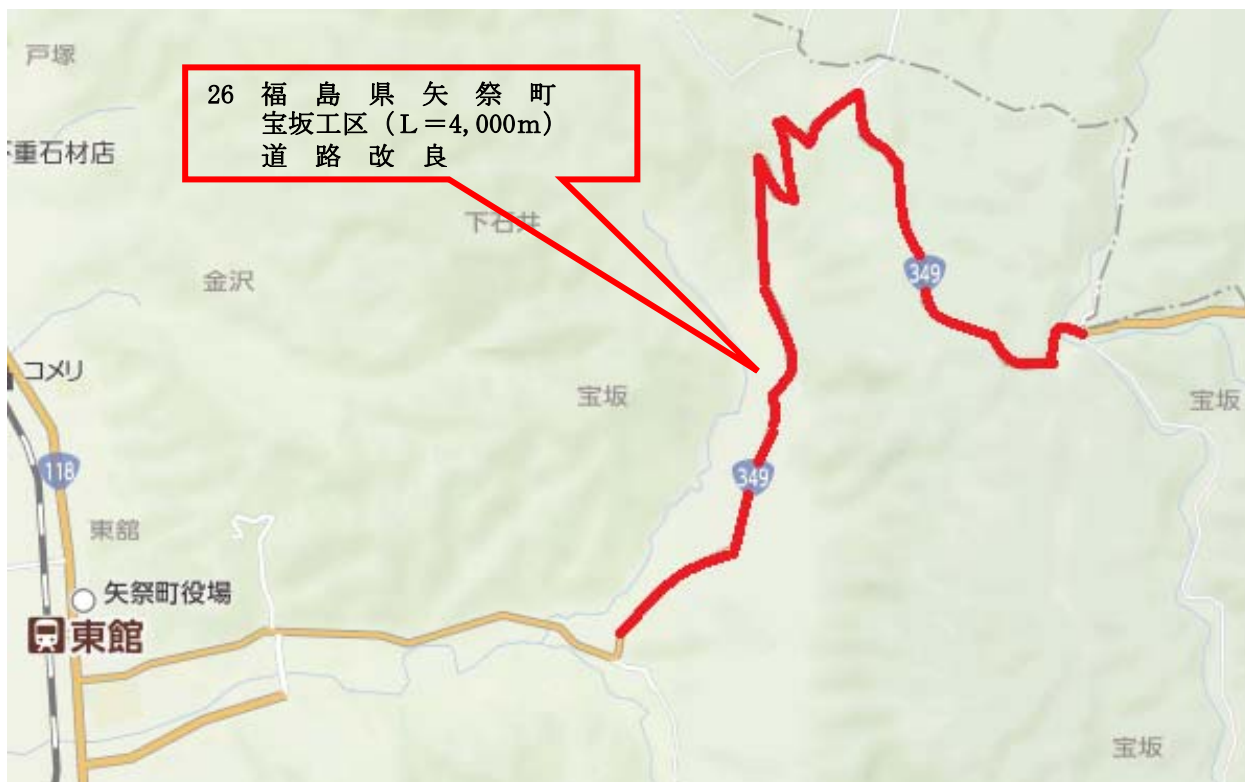 戸塚
26 福島県矢祭町
宝坂工区（L＝4,000m）
道路改良
重石材店
下石井
金沢
349
コメリ
宝坂
宝坂
118
349
東舘
矢祭町役場
東館
宝坂